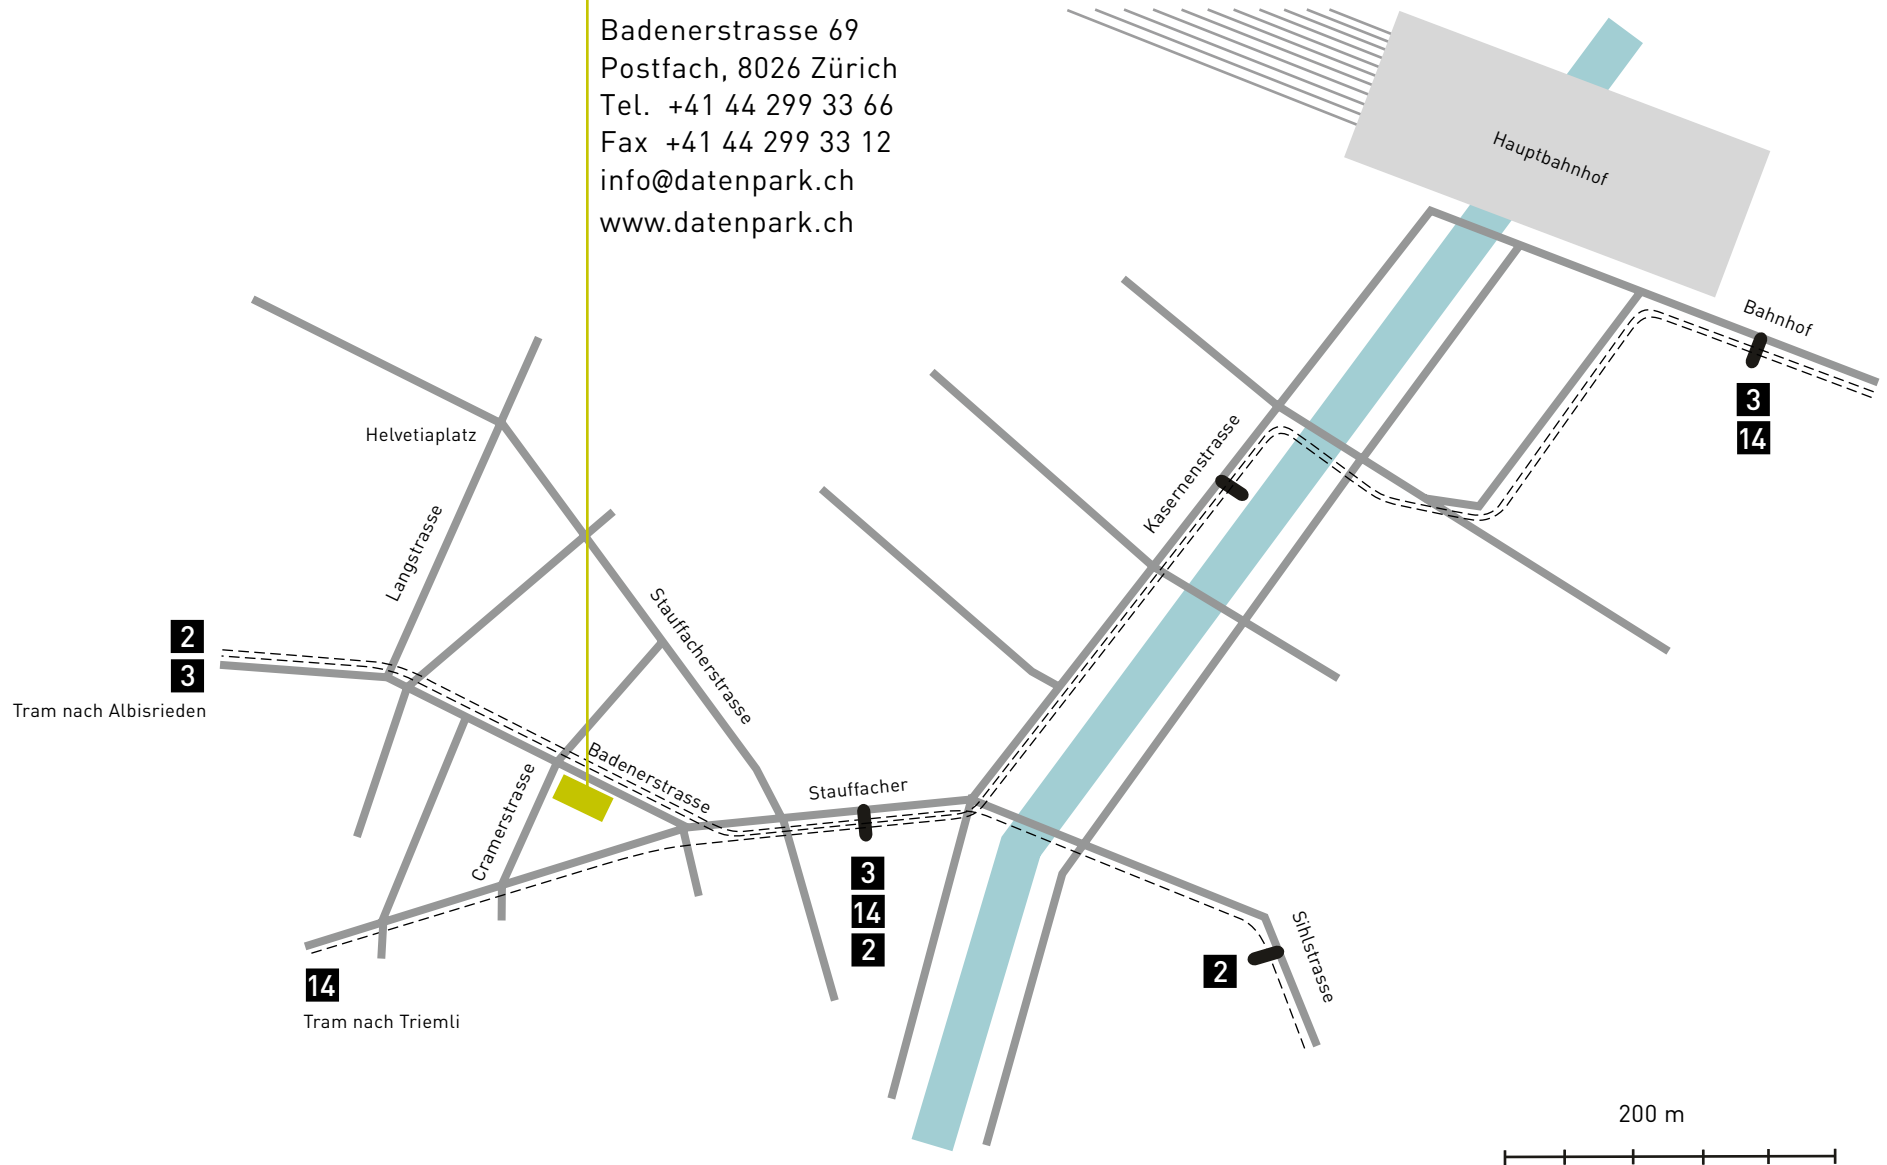 Badenerstrasse 69
Postfach, 8026 Zürich
Tel. +41 44 299 33 66
Fax +41 44 299 33 12
info@datenpark.ch
www.datenpark.ch
Hauptbahnhof
Bahnhof
3
14
Helvetiaplatz
Kasernenstrasse
Langstrasse
Stauffacherstrasse
2
3
Tram nach Albisrieden
Badenerstrasse
Cramerstrasse
Stauffacher
3
14
2
Sihlstrasse
2
14
Tram nach Triemli
200 m